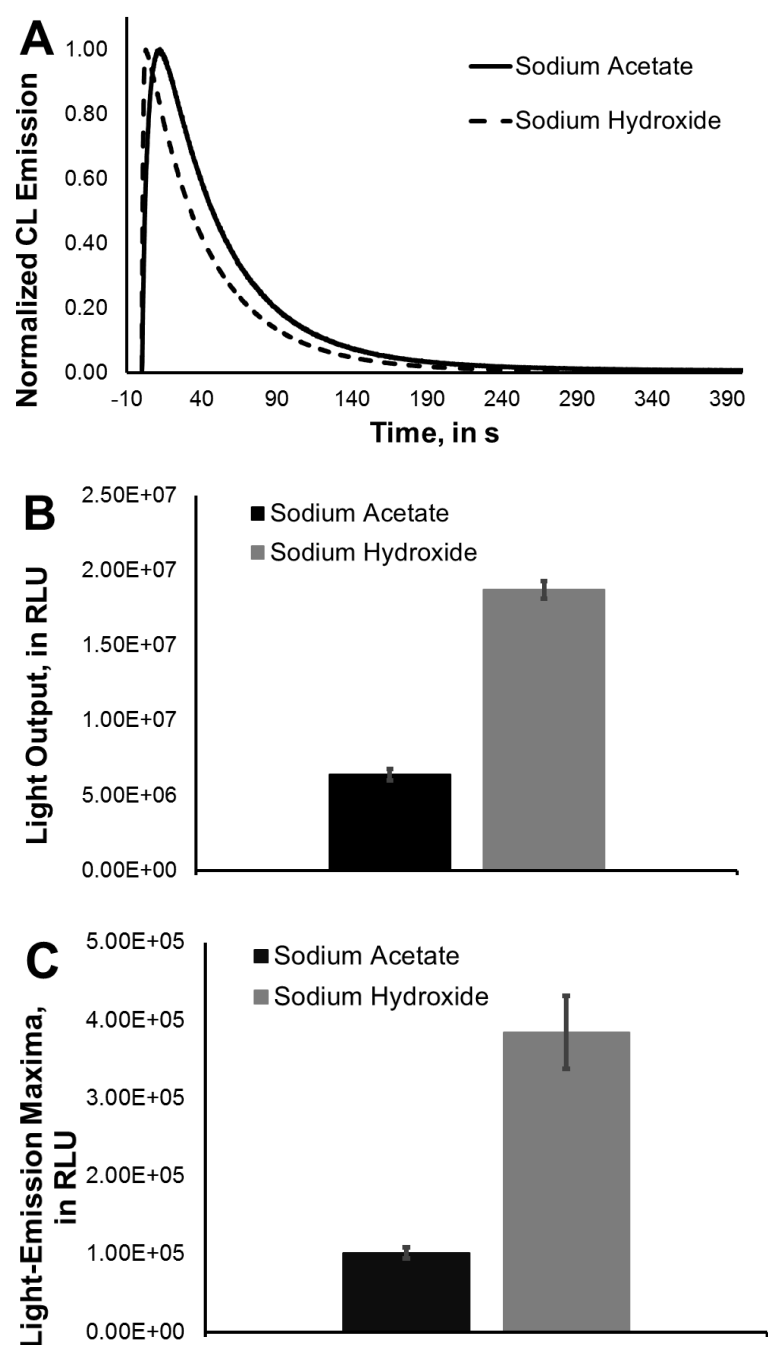 A
Normalized CL Emission
1.00
0.80
0.60
0.40
0.20
0.00
Sodium Acetate
Sodium Hydroxide
-10 40 90 140 190 240 290 340 390
Time, in s
B
Light Output, in RLU
2.50E+07
2.00E+07
1.50E+07
1.00E+07
5.00E+06
0.00E+00
Sodium Acetate
Sodium Hydroxide
C
Light-Emission Maxima,
in RLU
5.00E+05
4.00E+05
3.00E+05
2.00E+05
1.00E+05
0.00E+00
Sodium Acetate
Sodium Hydroxide